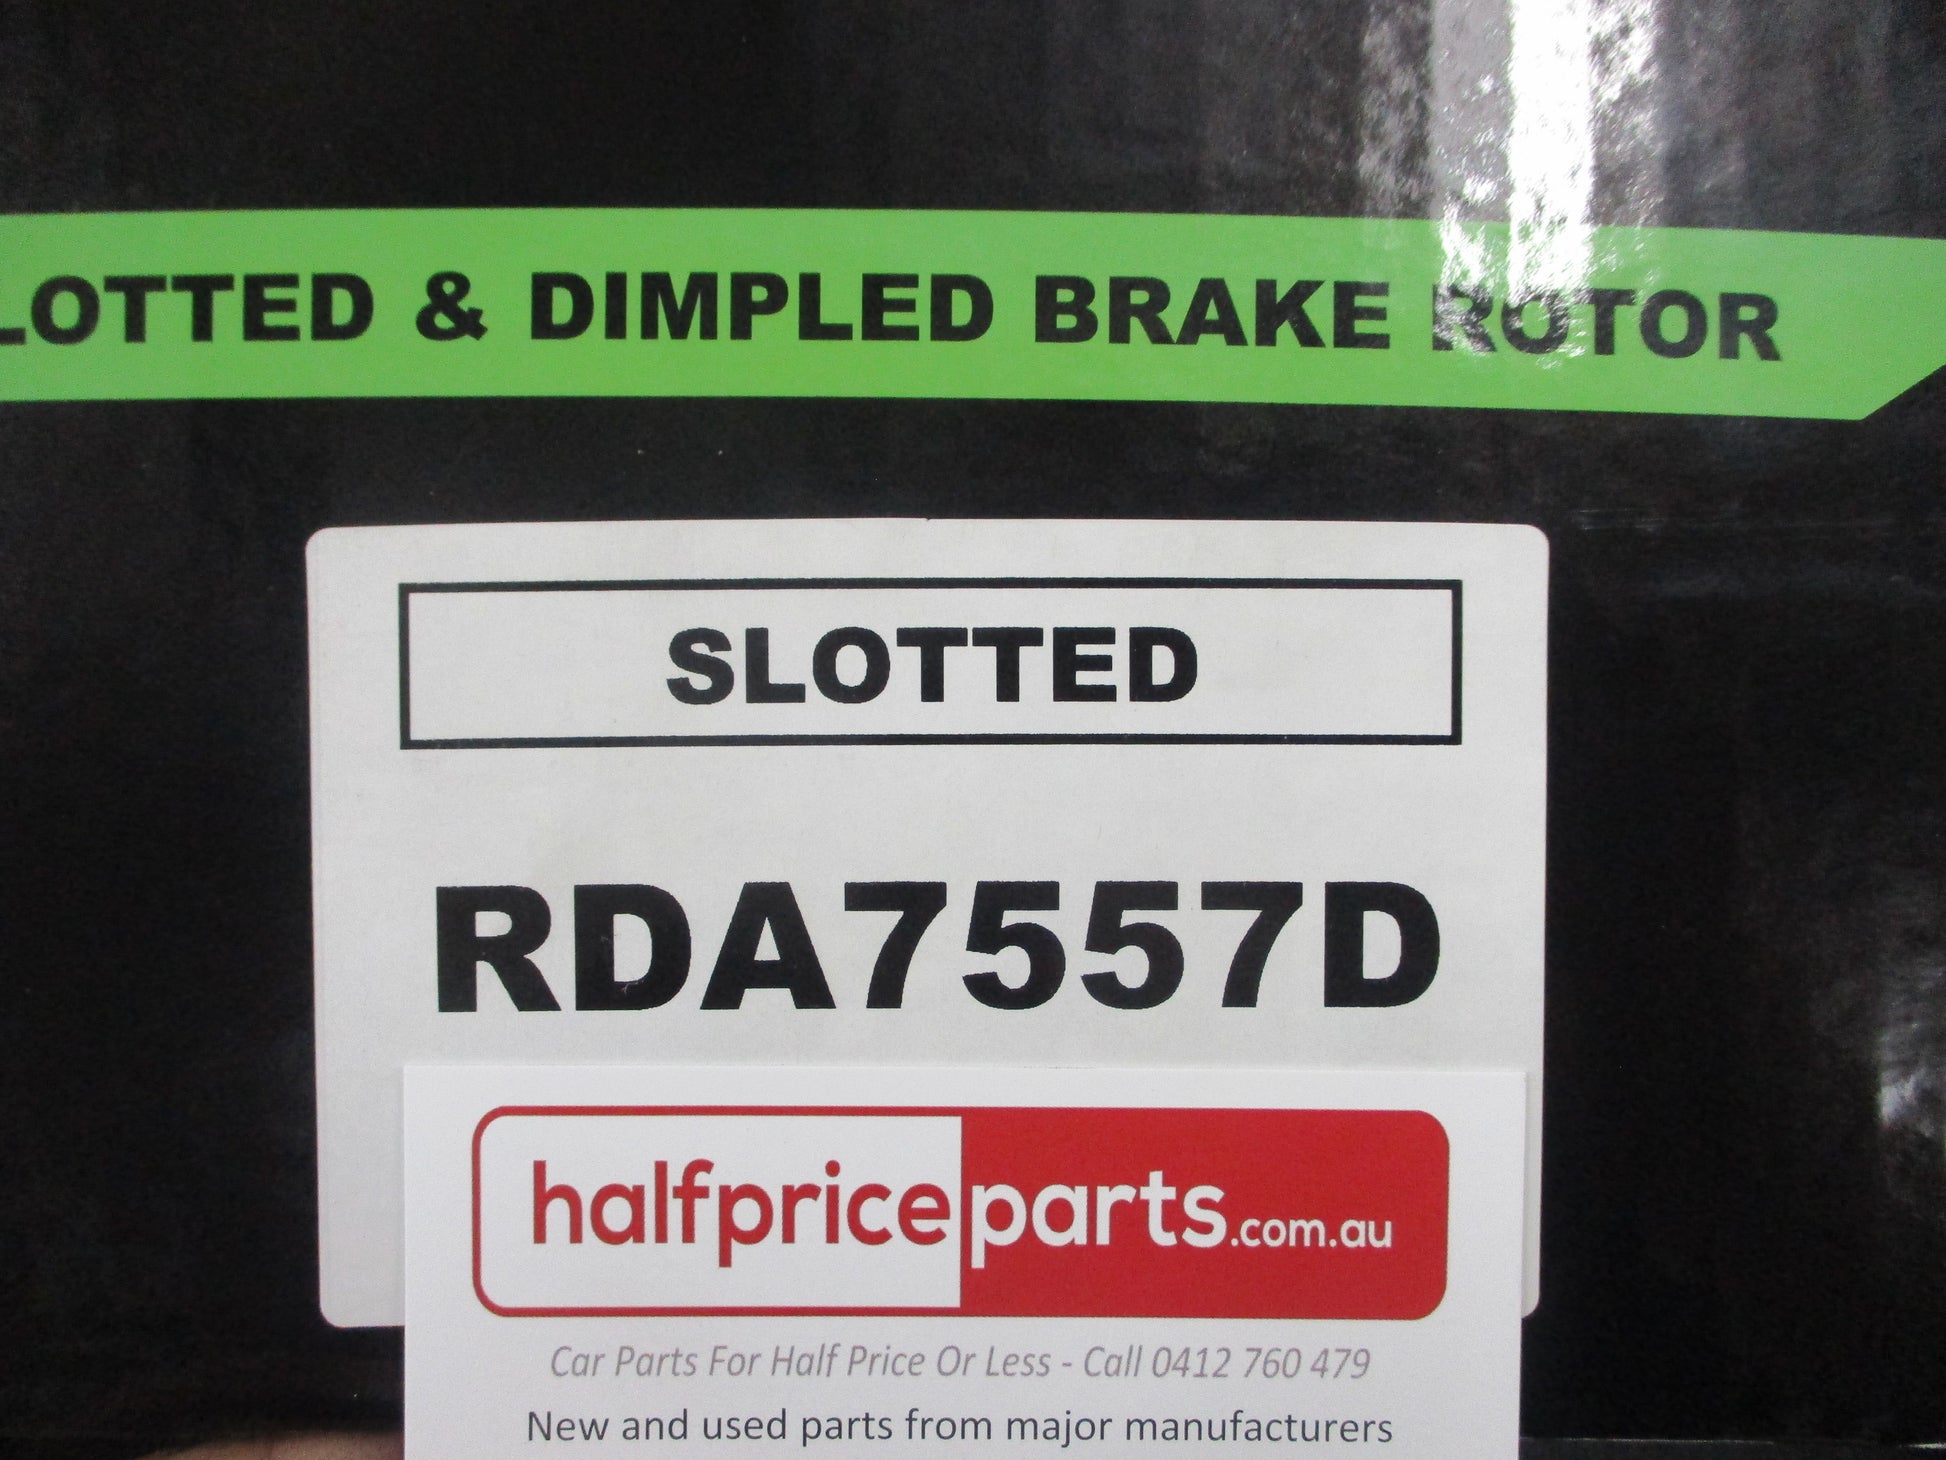 LOTTED & DIMPLED BRAKE ROTOR
SLOTTED
RDA7557D
halfpriceparts.com.au
Car Parts For Half Price Or Less - Call 0412 760 479
New and used parts from major manufacturers